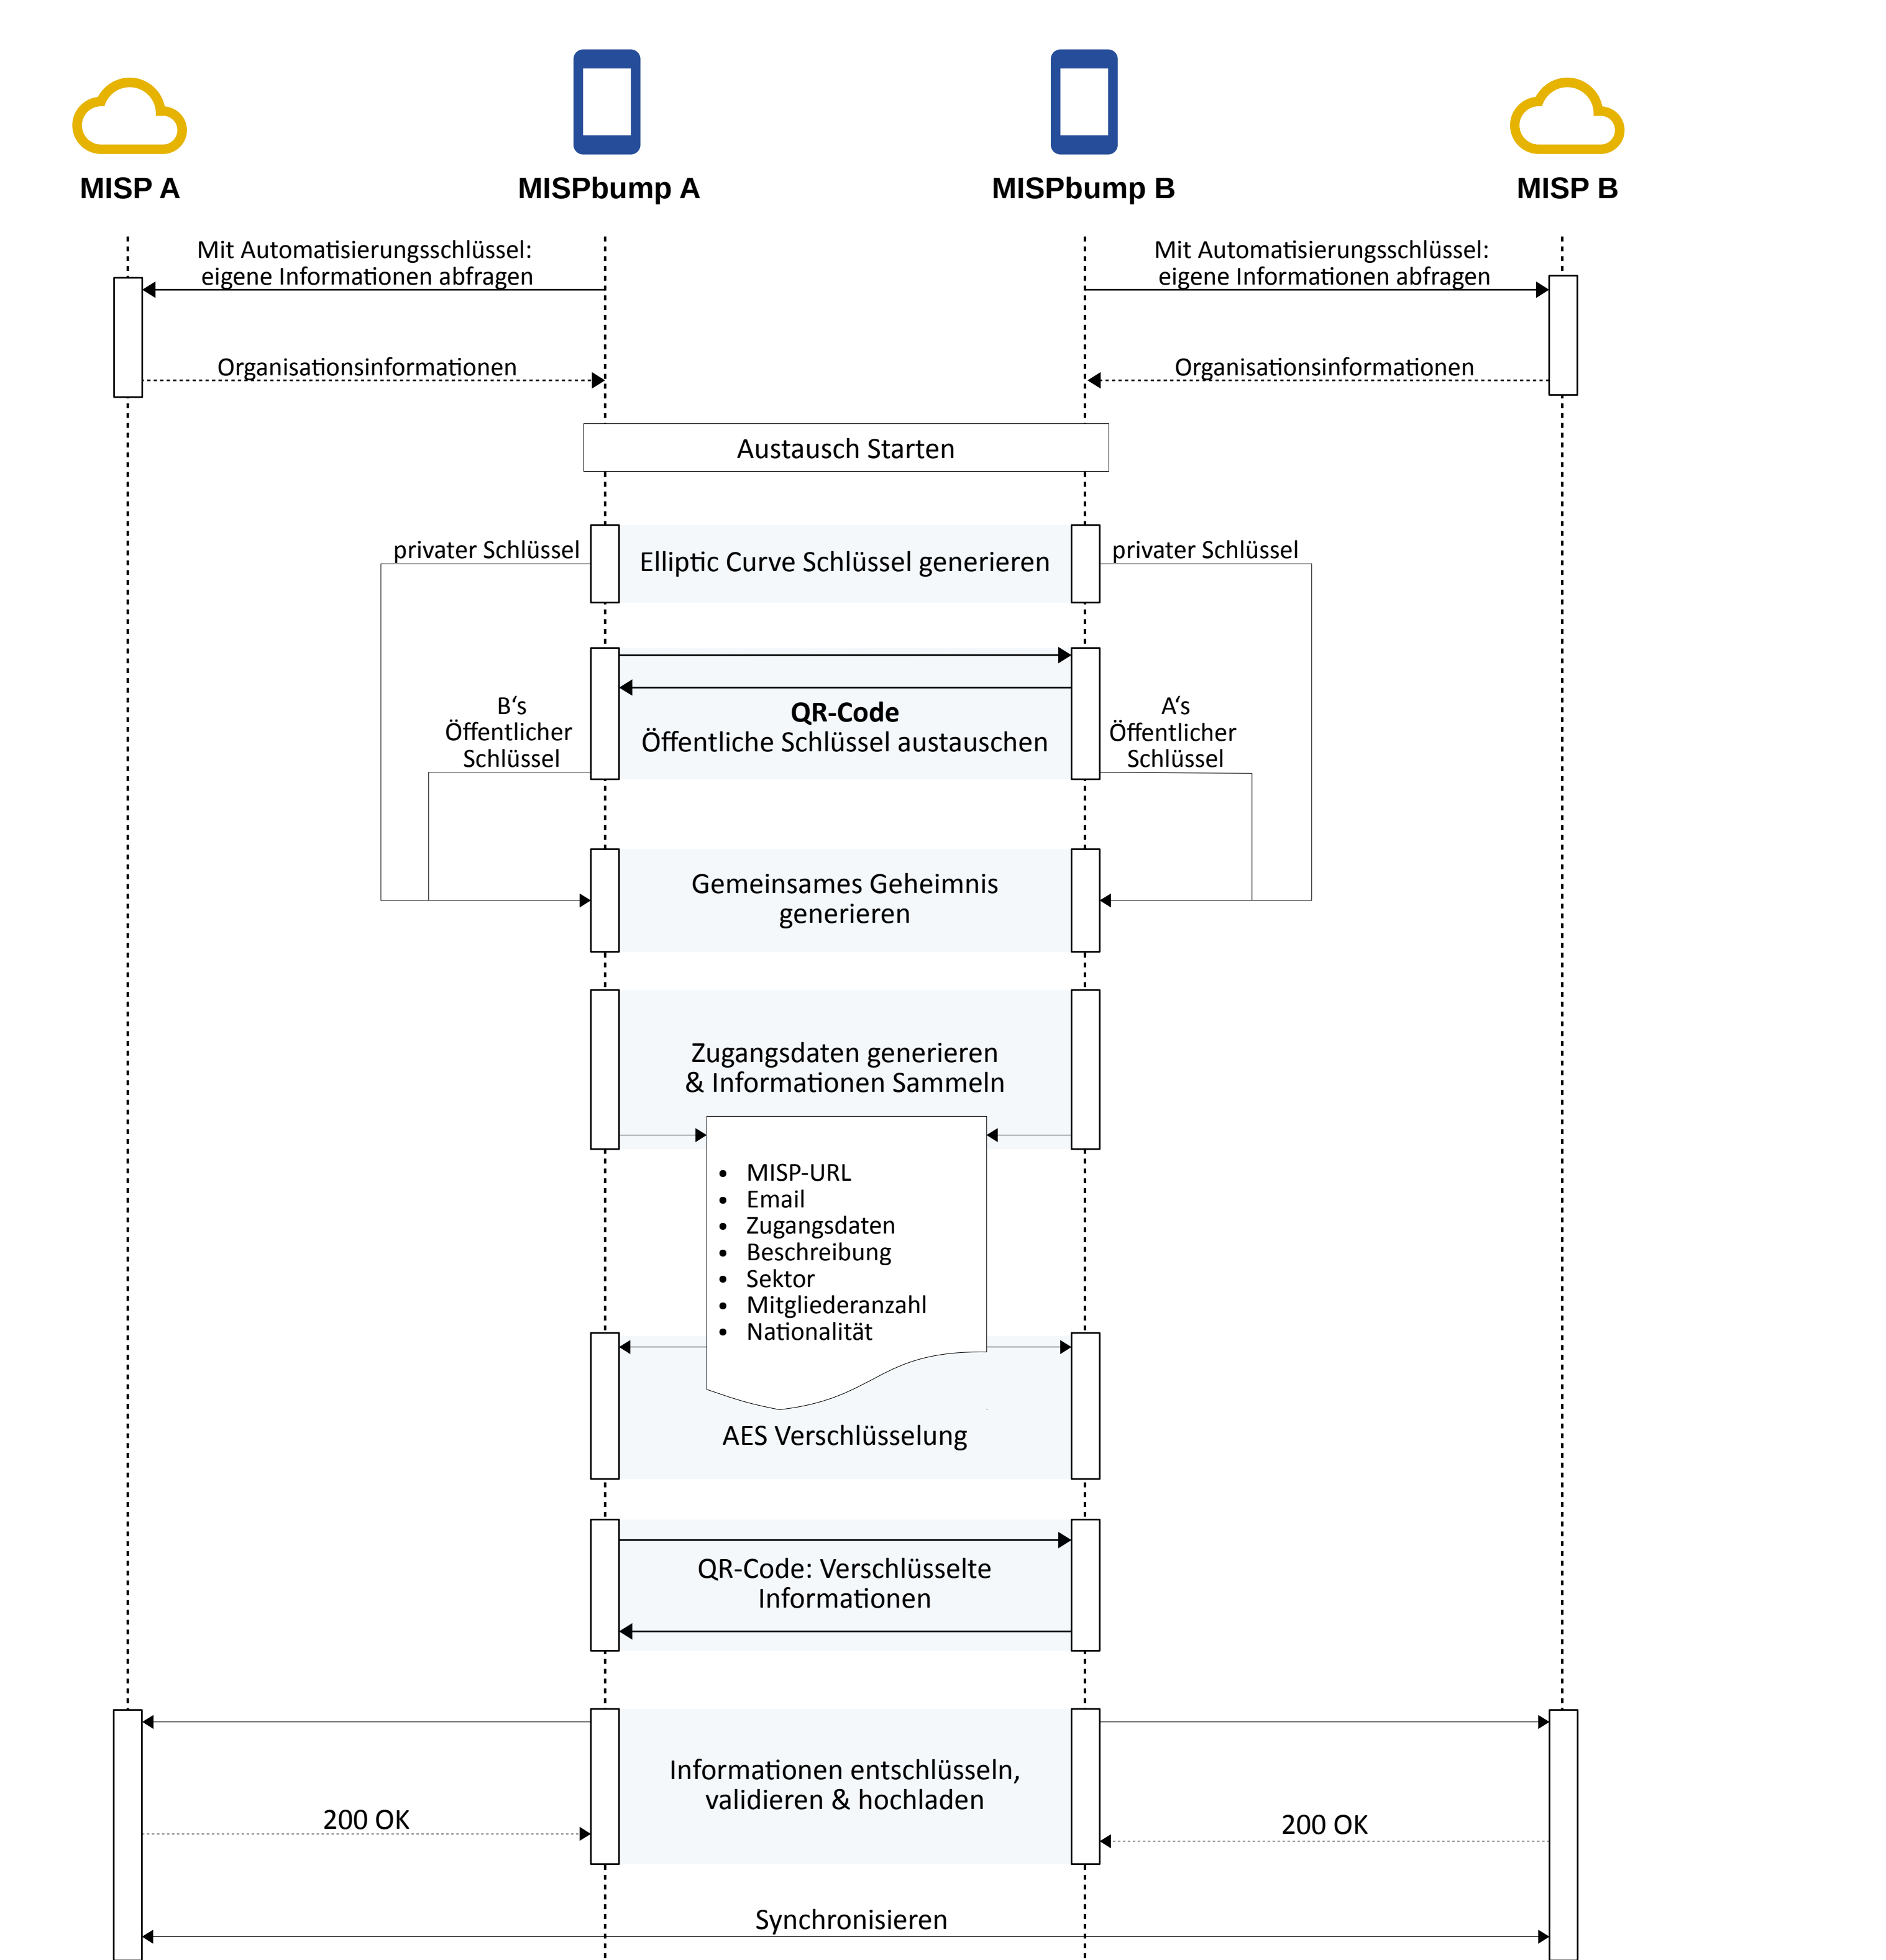 MISP A
MISPbump A
MISPbump B
MISP B
Mit Automatisierungsschlüssel:
eigene Informationen abfragen
Mit Automatisierungsschlüssel:
eigene Informationen abfragen
Organisationsinformationen
Organisationsinformationen
Austausch Starten
privater Schlüssel
Elliptic Curve Schlüssel generieren
privater Schlüssel
B‘s
Öffentlicher
Schlüssel
QR-Code
Öffentliche Schlüssel austauschen
A‘s
Öffentlicher
Schlüssel
Gemeinsames Geheimnis
generieren
Zugangsdaten generieren
& Informationen Sammeln
• MISP-URL
• Email
• Zugangsdaten
• Beschreibung
• Sektor
• Mitgliederanzahl
• Nationalität
AES Verschlüsselung
QR-Code: Verschlüsselte
Informationen
Informationen entschlüsseln,
validieren & hochladen
200 OK
200 OK
Synchronisieren